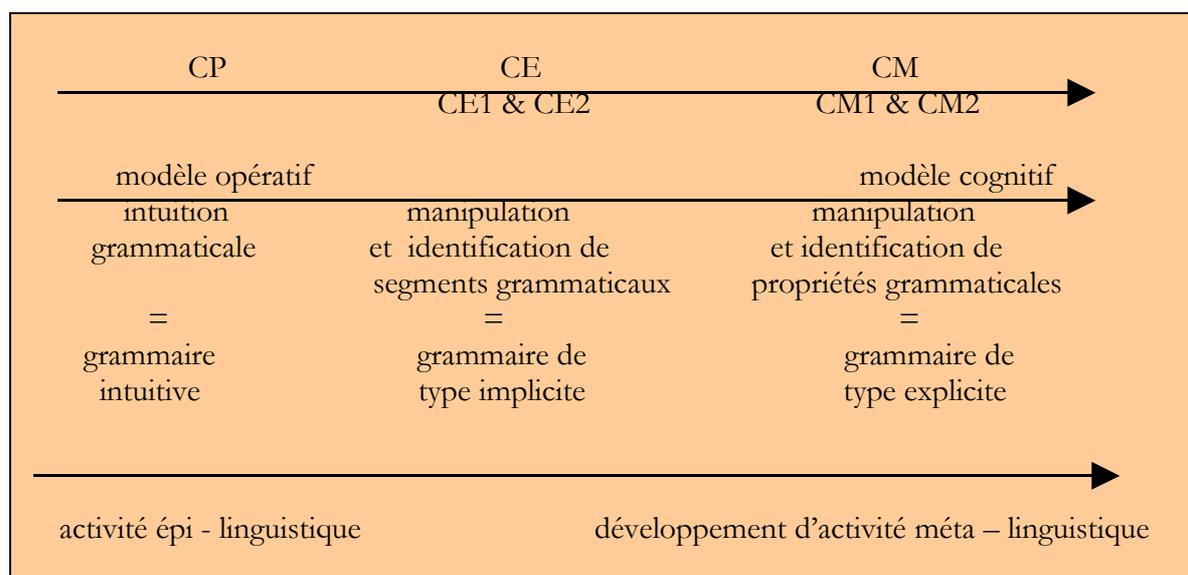 CP CE CM
CE1 & CE2 CM1 & CM2
modèle opératif modèle cognitif
intuition manipulation manipulation
grammaticale et identification de et identification de
segments grammaticaux propriétés grammaticales
= = =
grammaire grammaire de grammaire de
intuitive type implicite type explicite
activité épi - linguistique développement d’activité méta – linguistique